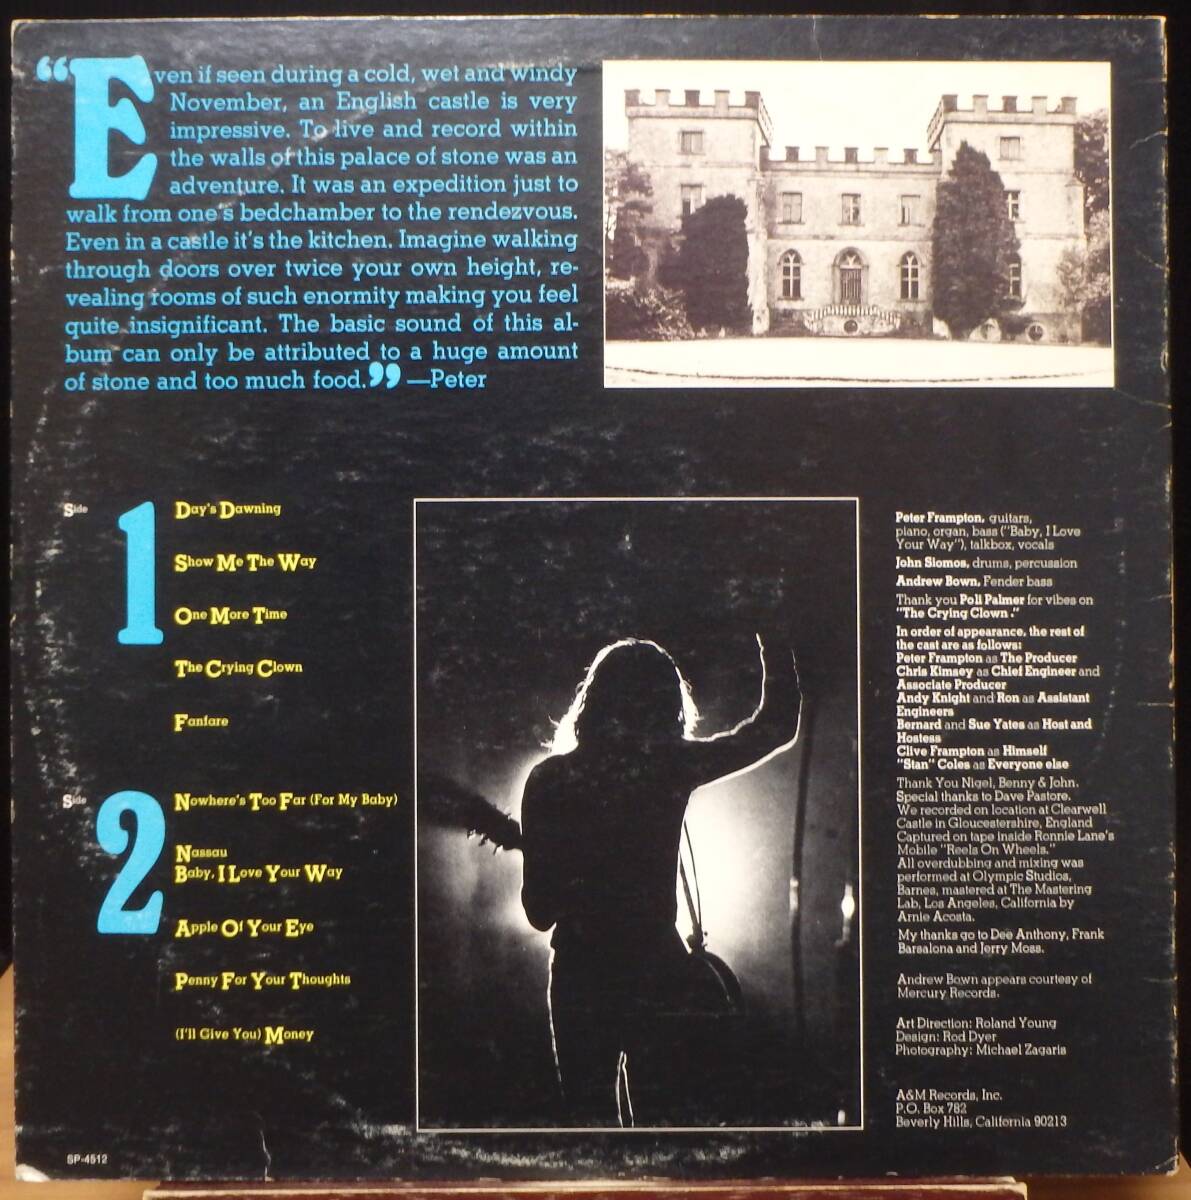 “Even if seen during a cold, wet and windy
November, an English castle is very
impressive. To live and record within
the walls of this palace of stone was an
adventure. It was an expedition just to
walk from one's bedchamber to the rendezvous.
Even in a castle it's the kitchen. Imagine walking
through doors over twice your own height, re-
vealing rooms of such enormity making you feel
quite insignificant. The basic sound of this al-
bum can only be attributed to a huge amount
of stone and too much food.” —Peter
Side 1
Day's Dawning
Show Me The Way
One More Time
The Crying Clown
Fanfare
Side 2
Nowhere's Too Far (For My Baby)
Nassau
Baby, I Love Your Way
Apple Of Your Eye
Penny For Your Thoughts
(I'll Give You) Money
Peter Frampton, guitars,
piano, organ, bass ("Baby, I Love
Your Way"), talkbox, vocals
John Siomos, drums, percussion
Andrew Bown, Fender bass
Thank you Poli Palmer for vibes on
"The Crying Clown."
In order of appearance, the rest of
the cast are as follows:
Peter Frampton as The Producer
Chris Kimsey as Chief Engineer and
Associate Producer
Andy Knight and Ron as Assistant
Engineers
Bernard and Sue Yates as Host and
Hostess
Clive Frampton as Himself
"Stan" Coles as Everyone else
Thank You Nigel, Benny & John.
Special thanks to Dave Pastore.
We recorded on location at Clearwell
Castle in Gloucestershire, England
Captured on tape inside Ronnie Lane's
Mobile "Reels On Wheels."
All overdubbing and mixing was
performed at Olympic Studios,
Barnes, mastered at The Mastering
Lab, Los Angeles, California by
Arnie Acosta.
My thanks go to Dee Anthony, Frank
Barsalona and Jerry Moss.
Andrew Bown appears courtesy of
Mercury Records.
Art Direction: Roland Young
Design: Rod Dyer
Photography: Michael Zagaris
A&M Records, Inc.
P.O. Box 782
Beverly Hills, California 90213
SP-4512